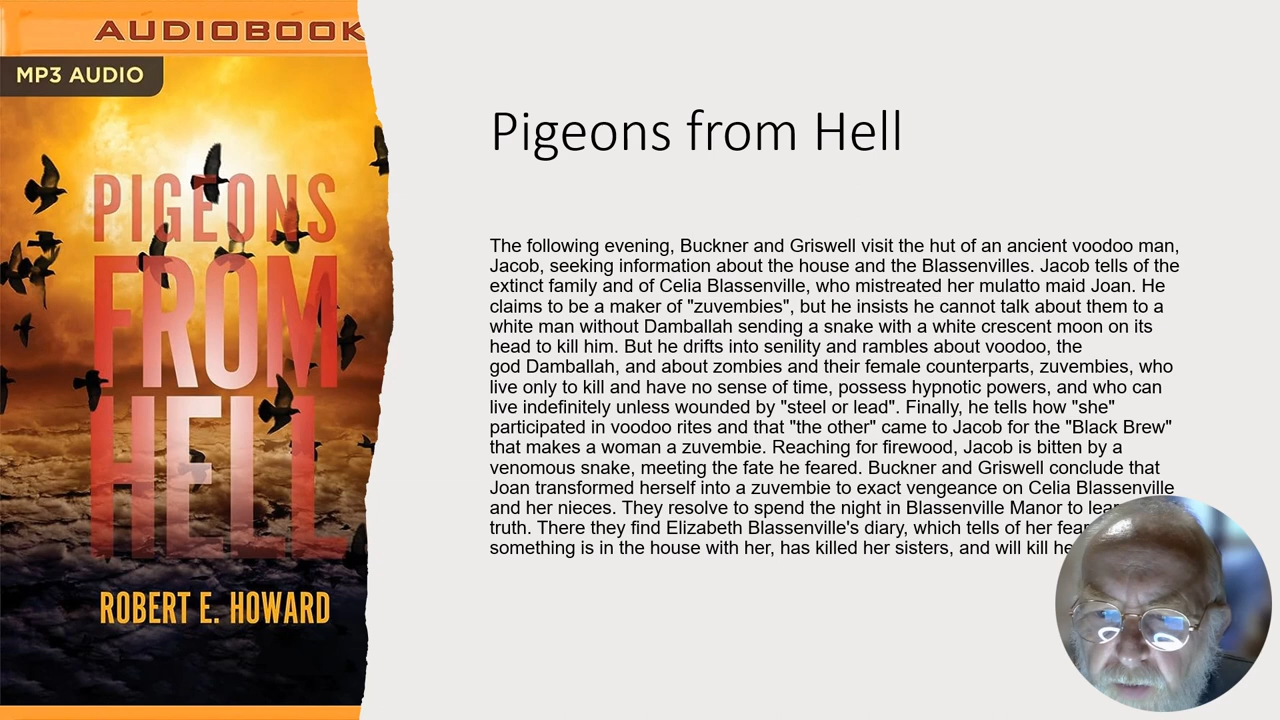 AUDIOBOOK
MP3 AUDIO
PIGEONS
FROM
HELL
ROBERT E. HOWARD
Pigeons from Hell
The following evening, Buckner and Griswell visit the hut of an ancient voodoo man,
Jacob, seeking information about the house and the Blassenvilles. Jacob tells of the
extinct family and of Celia Blassenville, who mistreated her mulatto maid Joan. He
claims to be a maker of "zuvembies", but he insists he cannot talk about them to a
white man without Damballah sending a snake with a white crescent moon on its
head to kill him. But he drifts into senility and rambles about voodoo, the
god Damballah, and about zombies and their female counterparts, zuvembies, who
live only to kill and have no sense of time, possess hypnotic powers, and who can
live indefinitely unless wounded by "steel or lead". Finally, he tells how "she"
participated in voodoo rites and that "the other" came to Jacob for the "Black Brew"
that makes a woman a zuvembie. Reaching for firewood, Jacob is bitten by a
venomous snake, meeting the fate he feared. Buckner and Griswell conclude that
Joan transformed herself into a zuvembie to exact vengeance on Celia Blassenville
and her nieces. They resolve to spend the night in Blassenville Manor to
truth. There they find Elizabeth Blassenville's diary, which tells of her
something is in the house with her, has killed her sisters, and will kill